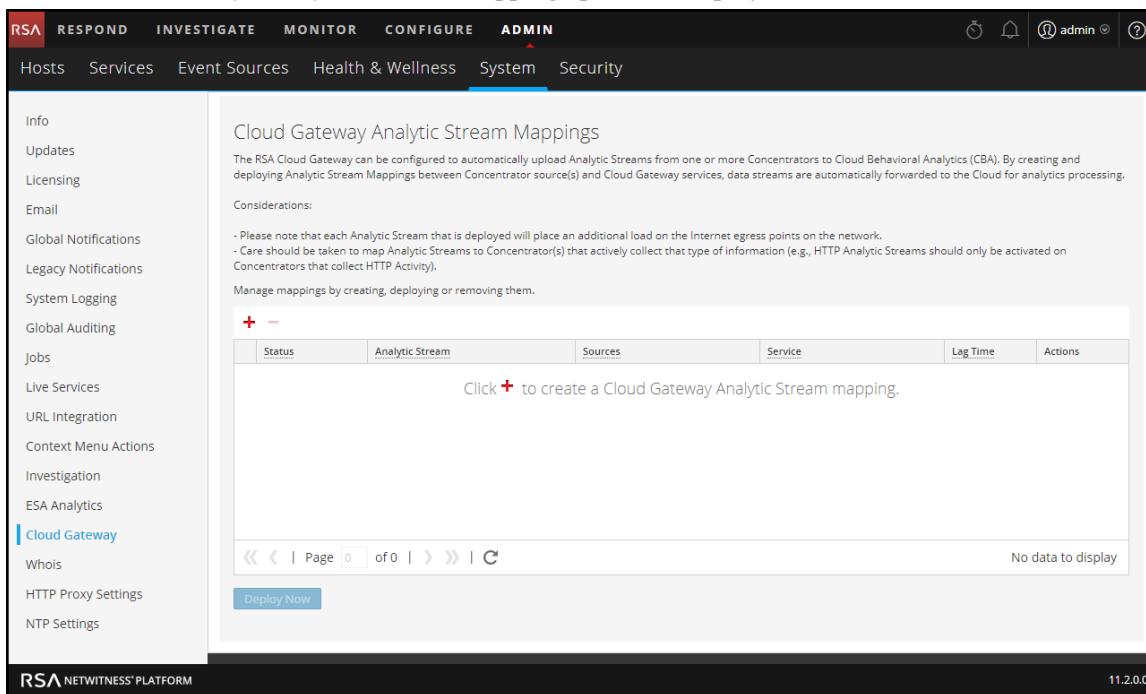 RSA RESPOND INVESTIGATE MONITOR CONFIGURE ADMIN admin ?
Hosts Services Event Sources Health & Wellness System Security
Info
Updates
Licensing
Email
Global Notifications
Legacy Notifications
System Logging
Global Auditing
Jobs
Live Services
URL Integration
Context Menu Actions
Investigation
ESA Analytics
Cloud Gateway
Whois
HTTP Proxy Settings
NTP Settings
Cloud Gateway Analytic Stream Mappings
The RSA Cloud Gateway can be configured to automatically upload Analytic Streams from one or more Concentrators to Cloud Behavioral Analytics (CBA). By creating and
deploying Analytic Stream Mappings between Concentrator source(s) and Cloud Gateway services, data streams are automatically forwarded to the Cloud for analytics processing.
Considerations:
- Please note that each Analytic Stream that is deployed will place an additional load on the Internet egress points on the network.
- Care should be taken to map Analytic Streams to Concentrator(s) that actively collect that type of information (e.g., HTTP Analytic Streams should only be activated on
Concentrators that collect HTTP Activity).
Manage mappings by creating, deploying or removing them.
+ −
Status Analytic Stream Sources Service Lag Time Actions
Click + to create a Cloud Gateway Analytic Stream mapping.
Page 0 of 0 No data to display
Deploy Now
RSA NETWITNESS® PLATFORM 11.2.0.0